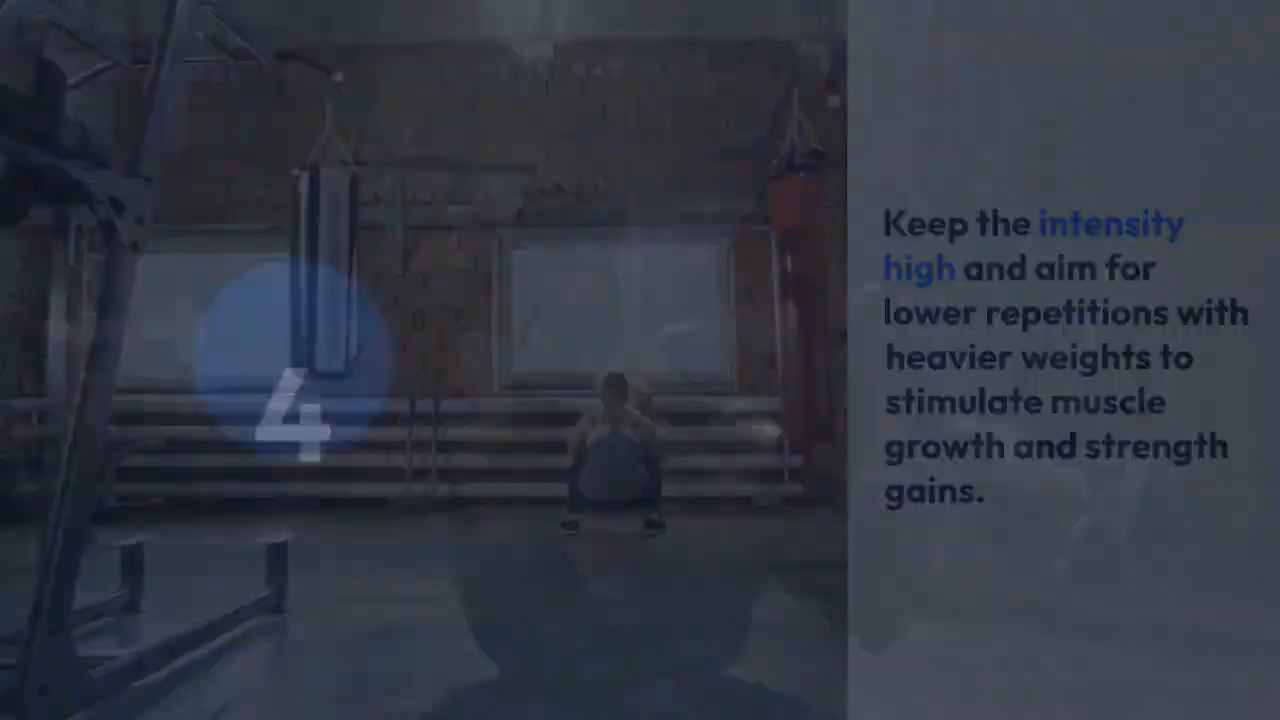 4
Keep the intensity
high and aim for
lower repetitions with
heavier weights to
stimulate muscle
growth and strength
gains.